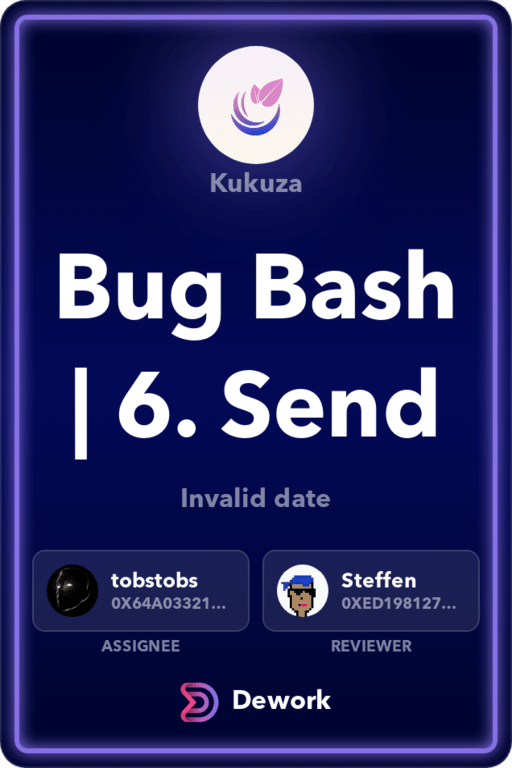 Kukuza
Bug Bash
| 6. Send
Invalid date
tobstobs
0X64A03321...
ASSIGNEE
Steffen
0XED198127...
REVIEWER
Dework